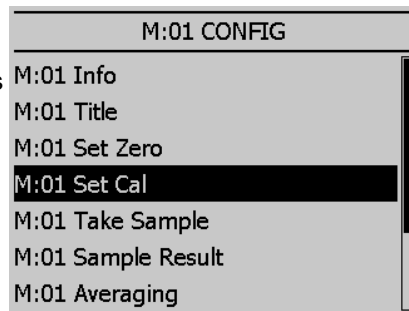 M:01 CONFIG
M:01 Info
M:01 Title
M:01 Set Zero
M:01 Set Cal
M:01 Take Sample
M:01 Sample Result
M:01 Averaging